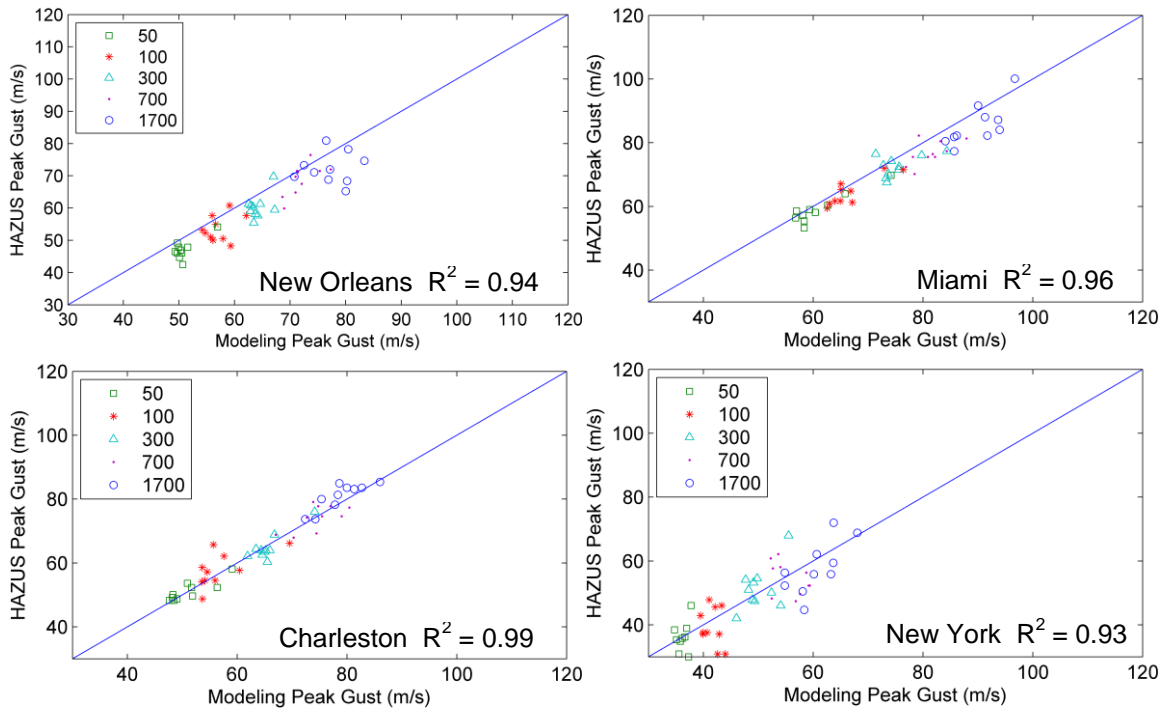 120
110
100
90
80
70
60
50
40
30
HAZUS Peak Gust (m/s)
50
100
300
700
1700
New Orleans R² = 0.94
30 40 50 60 70 80 90 100 110 120
Modeling Peak Gust (m/s)
120
100
80
60
40
HAZUS Peak Gust (m/s)
Miami R² = 0.96
40 60 80 100 120
Modeling Peak Gust (m/s)
120
100
80
60
40
HAZUS Peak Gust (m/s)
50
100
300
700
1700
Charleston R² = 0.99
40 60 80 100 120
Modeling Peak Gust (m/s)
120
100
80
60
40
HAZUS Peak Gust (m/s)
50
100
300
700
1700
New York R² = 0.93
40 60 80 100 120
Modeling Peak Gust (m/s)